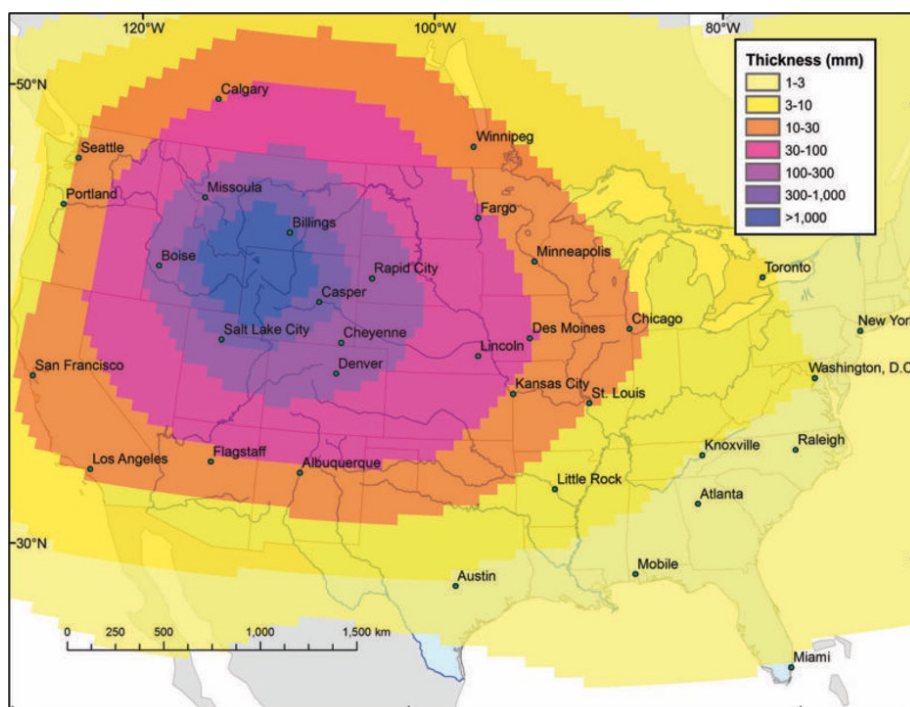 120°W
100°W
80°W
50°N
30°N
Thickness (mm)
1-3
3-10
10-30
30-100
100-300
300-1,000
>1,000
Calgary
Winnipeg
Seattle
Portland
Missoula
Fargo
Billings
Minneapolis
Boise
Rapid City
Toronto
Casper
Salt Lake City
Cheyenne
Des Moines
Chicago
New York
Lincoln
San Francisco
Denver
Kansas City
St. Louis
Washington, D.C
Los Angeles
Flagstaff
Albuquerque
Knoxville
Raleigh
Little Rock
Atlanta
Austin
Mobile
0 250 500 1,000 1,500 km
Miami